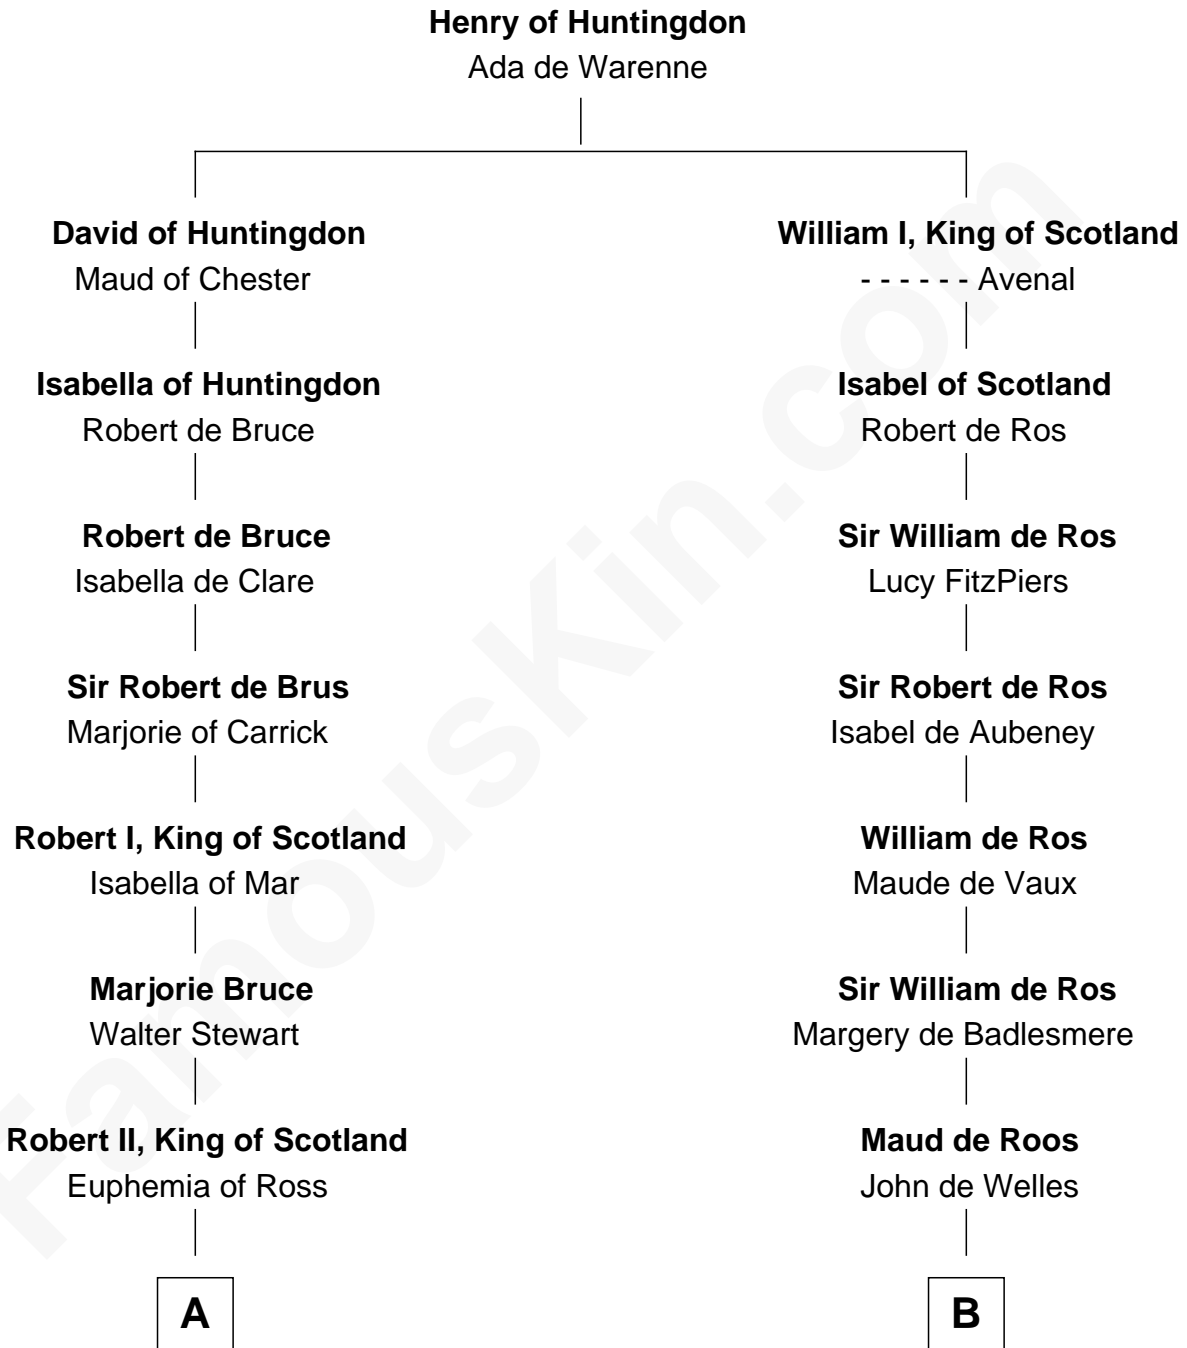 Henry of Huntingdon
Ada de Warenne
David of Huntingdon
Maud of Chester
William I, King of Scotland
- - - - - - Avenal
Isabella of Huntingdon
Robert de Bruce
Isabel of Scotland
Robert de Ros
Robert de Bruce
Isabella de Clare
Sir William de Ros
Lucy FitzPiers
Sir Robert de Brus
Marjorie of Carrick
Sir Robert de Ros
Isabel de Aubeney
Robert I, King of Scotland
Isabella of Mar
William de Ros
Maude de Vaux
Marjorie Bruce
Walter Stewart
Sir William de Ros
Margery de Badlesmere
Robert II, King of Scotland
Euphemia of Ross
Maud de Roos
John de Welles
A
B
FamousKin.com